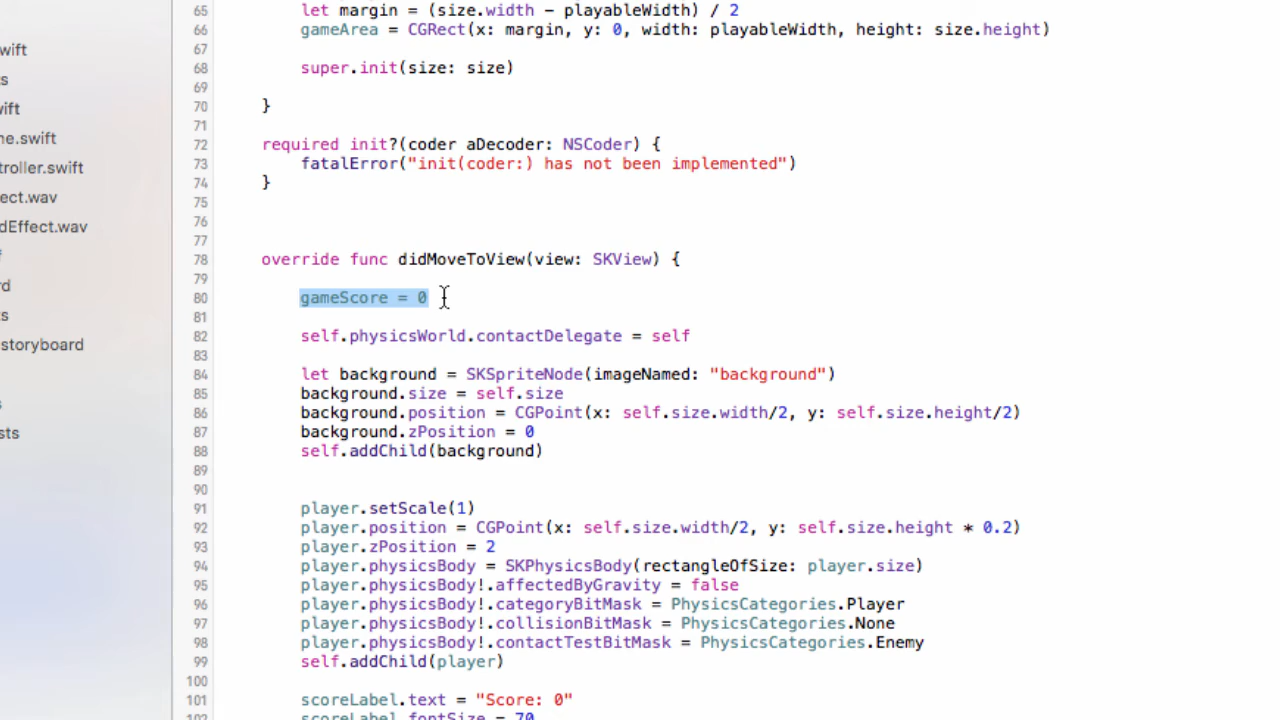 65 let margin = (size.width - playableWidth) / 2
66 gameArea = CGRect(x: margin, y: 0, width: playableWidth, height: size.height)
67
68 super.init(size: size)
69
70 }
71
72 required init?(coder aDecoder: NSCoder) {
73 fatalError("init(coder:) has not been implemented")
74 }
75
76
77
78 override func didMoveToView(view: SKView) {
79
80 gameScore = 0
81
82 self.physicsWorld.contactDelegate = self
83
84 let background = SKSpriteNode(imageNamed: "background")
85 background.size = self.size
86 background.position = CGPoint(x: self.size.width/2, y: self.size.height/2)
87 background.zPosition = 0
88 self.addChild(background)
89
90
91 player.setScale(1)
92 player.position = CGPoint(x: self.size.width/2, y: self.size.height * 0.2)
93 player.zPosition = 2
94 player.physicsBody = SKPhysicsBody(rectangleOfSize: player.size)
95 player.physicsBody!.affectedByGravity = false
96 player.physicsBody!.categoryBitMask = PhysicsCategories.Player
97 player.physicsBody!.collisionBitMask = PhysicsCategories.None
98 player.physicsBody!.contactTestBitMask = PhysicsCategories.Enemy
99 self.addChild(player)
100
101 scoreLabel.text = "Score: 0"
102 scoreLabel.fontSize = 70
wift
ts
ift
ne.swift
troller.swift
ect.wav
dEffect.wav
f
rd
ts
storyboard
s
sts